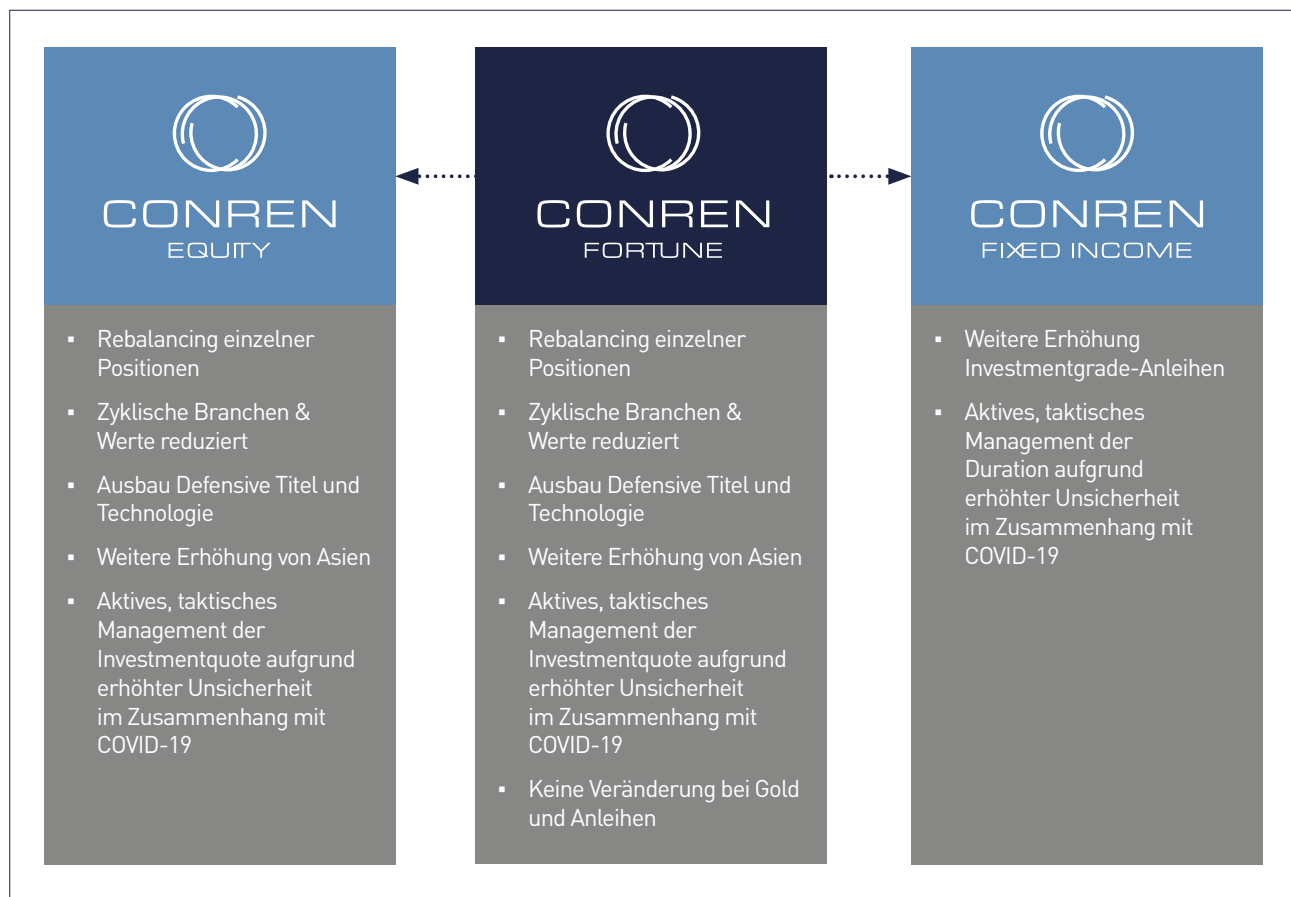 CONREN
EQUITY
▪ Rebalancing einzelner
Positionen
▪ Zyklische Branchen &
Werte reduziert
▪ Ausbau Defensive Titel und
Technologie
▪ Weitere Erhöhung von Asien
▪ Aktives, taktisches
Management der
Investmentquote aufgrund
erhöhter Unsicherheit
im Zusammenhang mit
COVID-19
CONREN
FORTUNE
▪ Rebalancing einzelner
Positionen
▪ Zyklische Branchen &
Werte reduziert
▪ Ausbau Defensive Titel und
Technologie
▪ Weitere Erhöhung von Asien
▪ Aktives, taktisches
Management der
Investmentquote aufgrund
erhöhter Unsicherheit
im Zusammenhang mit
COVID-19
▪ Keine Veränderung bei Gold
und Anleihen
CONREN
FIXED INCOME
▪ Weitere Erhöhung
Investmentgrade-Anleihen
▪ Aktives, taktisches
Management der
Duration aufgrund
erhöhter Unsicherheit
im Zusammenhang mit
COVID-19